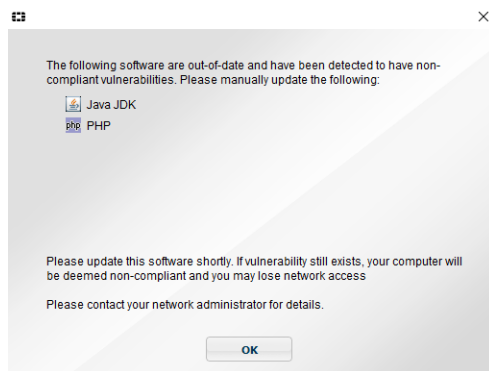 The following software are out-of-date and have been detected to have non-
compliant vulnerabilities. Please manually update the following:
Java JDK
php PHP
Please update this software shortly. If vulnerability still exists, your computer will
be deemed non-compliant and you may lose network access
Please contact your network administrator for details.
OK